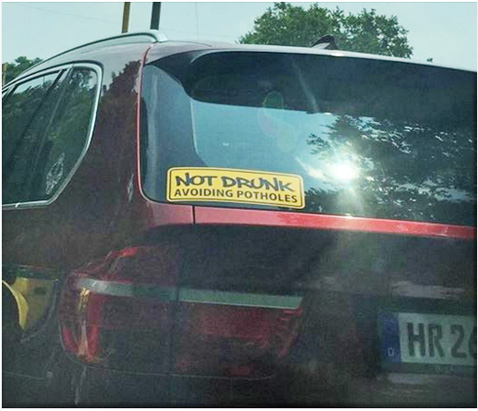 NOT DRUNK
AVOIDING POTHOLES
HR 26